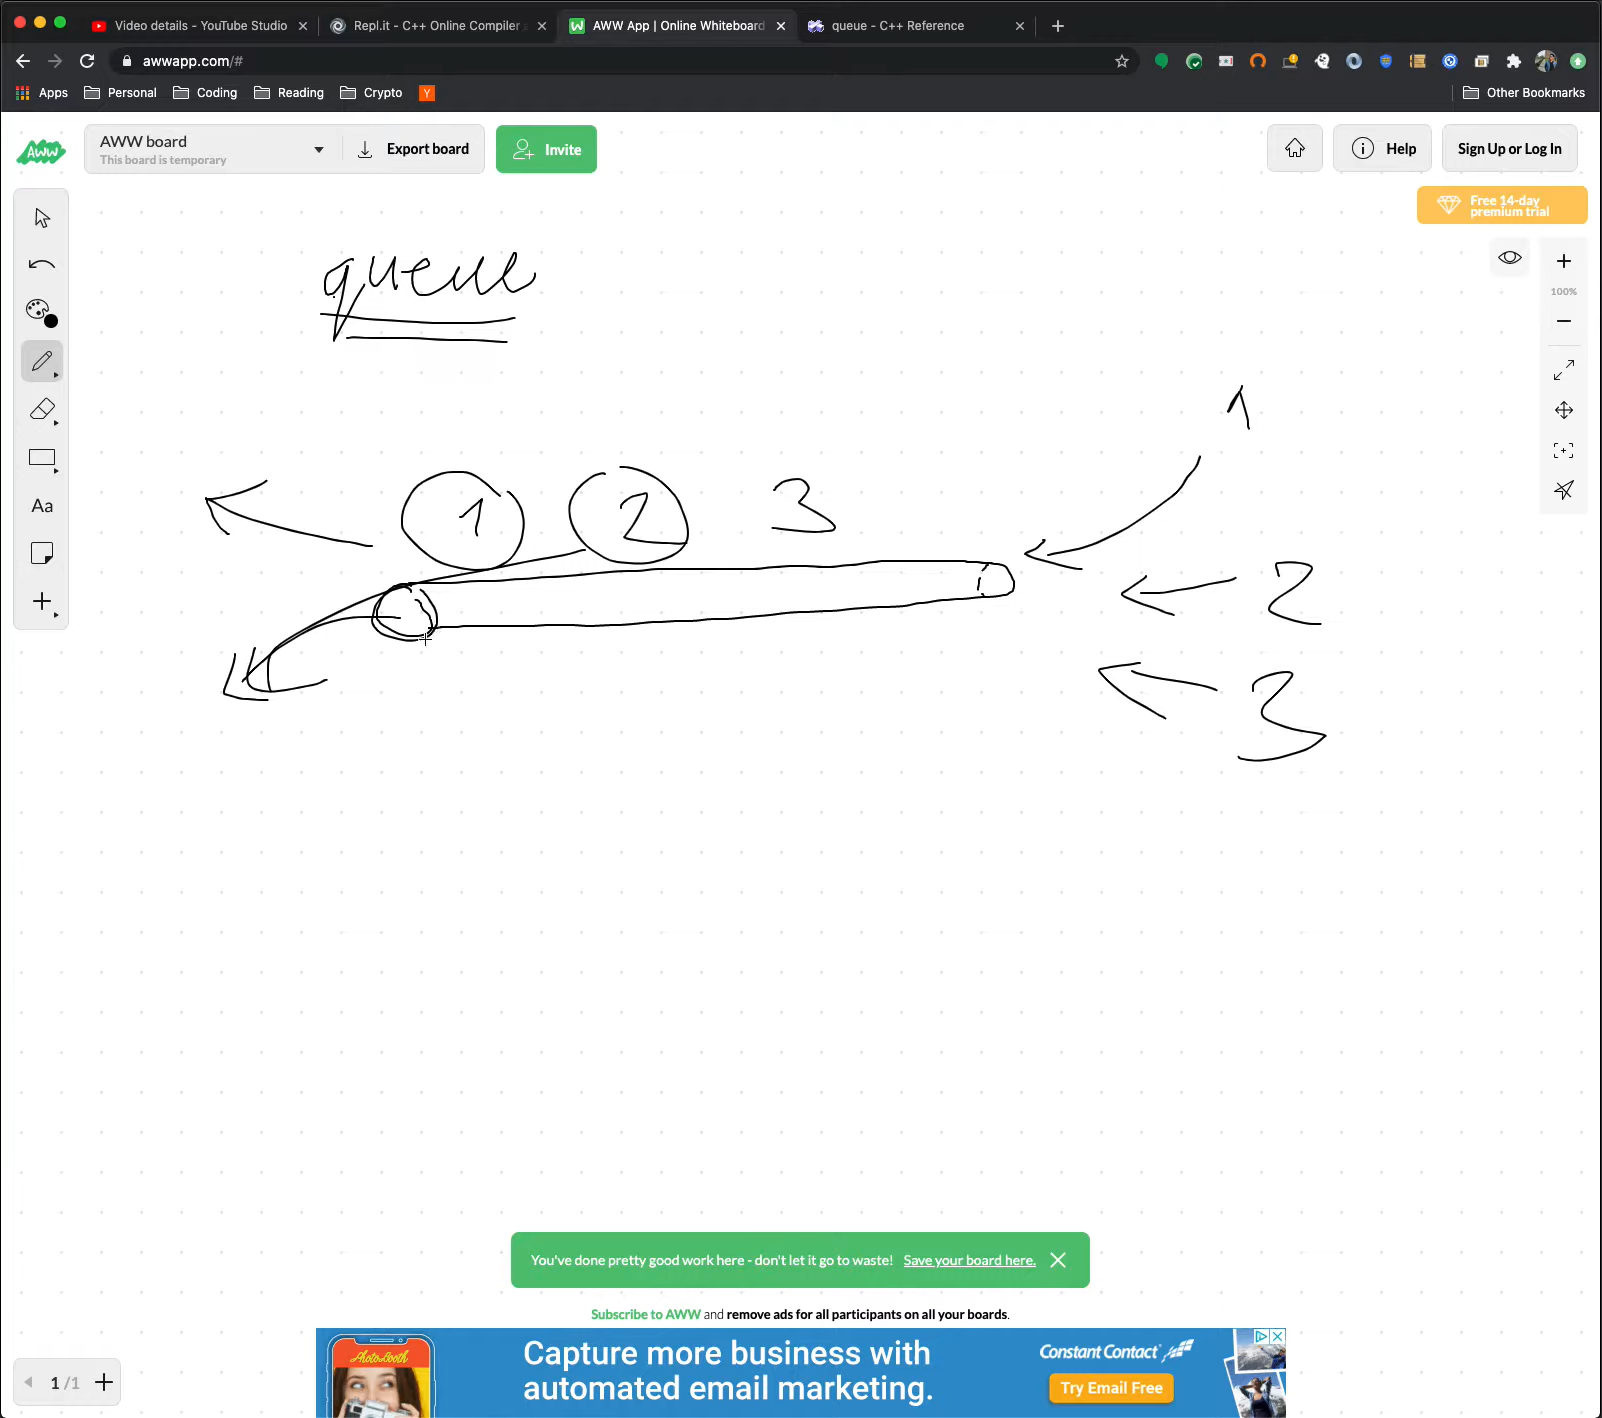 Video details - YouTube Studio
Repl.it - C++ Online Compiler
AWW App | Online Whiteboard
queue - C++ Reference
awwapp.com/#
Apps
Personal
Coding
Reading
Crypto
Y
Other Bookmarks
AWW
AWW board
This board is temporary
Export board
Invite
Help
Sign Up or Log In
Free 14-day
premium trial
100%
Aa
queue
1
1 2 3
2
3
You've done pretty good work here - don't let it go to waste! Save your board here.
Subscribe to AWW and remove ads for all participants on all your boards.
PhotoBooth
Capture more business with
automated email marketing.
Constant Contact
Try Email Free
1 /1